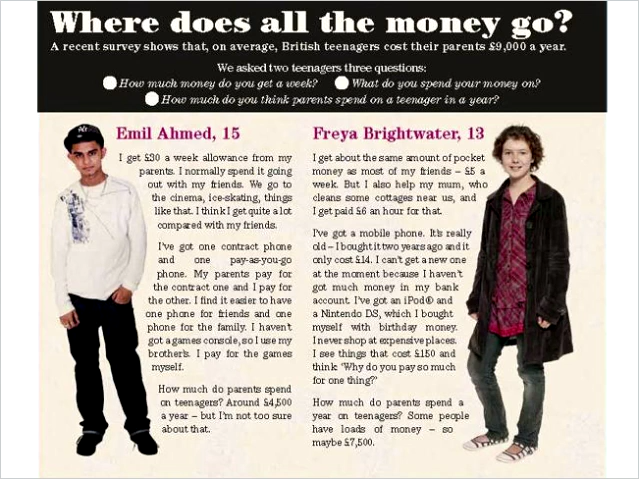 Where does all the money go?
A recent survey shows that, on average, British teenagers cost their parents £9,000 a year.
We asked two teenagers three questions:
How much money do you get a week? What do you spend your money on?
How much do you think parents spend on a teenager in a year?
Emil Ahmed, 15
I get £30 a week allowance from my
parents. I normally spend it going
out with my friends. We go to
the cinema, ice-skating, things
like that. I think I get quite a lot
compared with my friends.
I've got one contract phone
and one pay-as-you-go
phone. My parents pay for
the contract one and I pay for
the other. I find it easier to have
one phone for friends and one
phone for the family. I haven't
got a games console, so I use my
brother's. I pay for the games
myself.
How much do parents spend
on teenagers? Around £4,500
a year – but I'm not too sure
about that.
Freya Brightwater, 13
I get about the same amount of pocket
money as most of my friends – £5 a
week. But I also help my mum, who
cleans some cottages near us, and
I get paid £6 an hour for that.
I've got a mobile phone. It's really
old – I bought it two years ago and it
only cost £14. I can't get a new one
at the moment because I haven't
got much money in my bank
account. I've got an iPod® and
a Nintendo DS, which I bought
myself with birthday money.
I never shop at expensive places.
I see things that cost £150 and
think 'Why do you pay so much
for one thing?'
How much do parents spend a
year on teenagers? Some people
have loads of money – so
maybe £7,500.